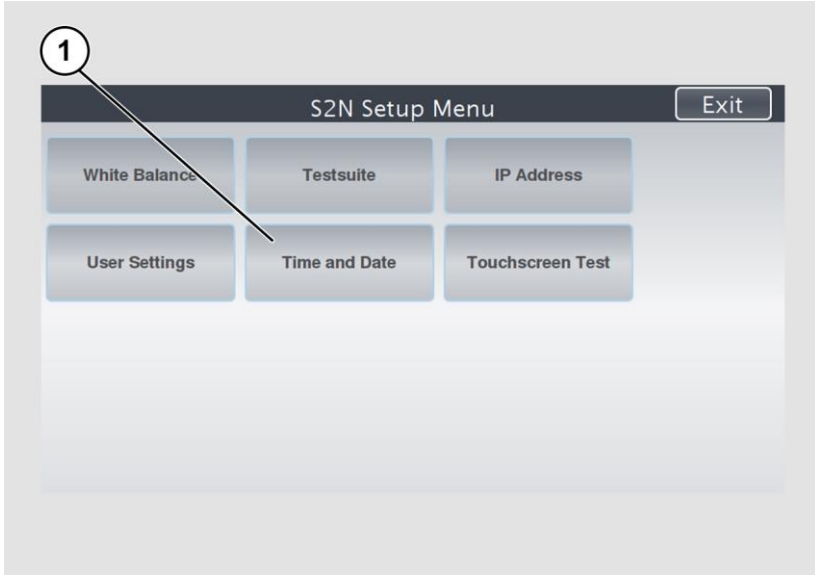 1
S2N Setup Menu
Exit
White Balance
Testsuite
IP Address
User Settings
Time and Date
Touchscreen Test